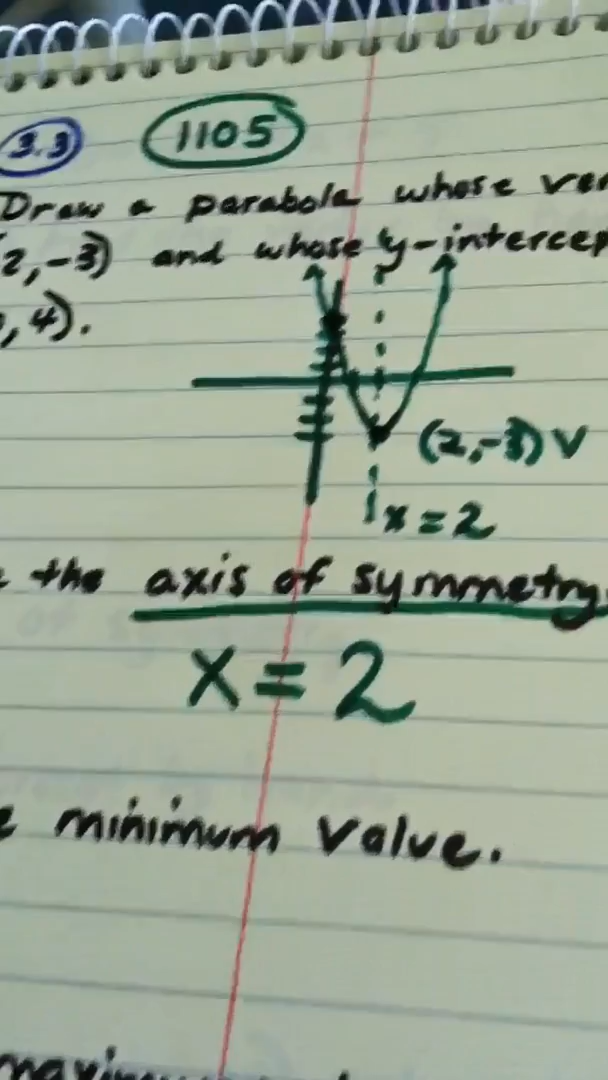 3.3 1105
Draw a parabola whose ver
2,-3) and whose y-intercep
, 4).
(2,-3) V
x = 2
the axis of symmetry.
x = 2
minimum value.
maximum